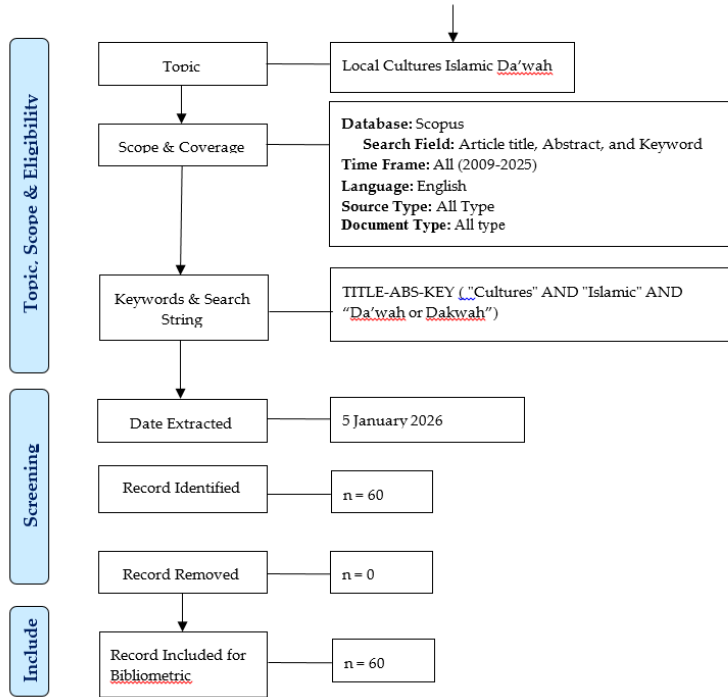 Topic, Scope & Eligibility
Topic
Local Cultures Islamic Da’wah
Scope & Coverage
Database: Scopus
Search Field: Article title, Abstract, and Keyword
Time Frame: All (2009-2025)
Language: English
Source Type: All Type
Document Type: All type
Keywords & Search
String
TITLE-ABS-KEY ( "Cultures" AND "Islamic" AND
“Da’wah or Dakwah”)
Screening
Date Extracted
5 January 2026
Record Identified
n = 60
Record Removed
n = 0
Include
Record Included for
Bibliometric
n = 60